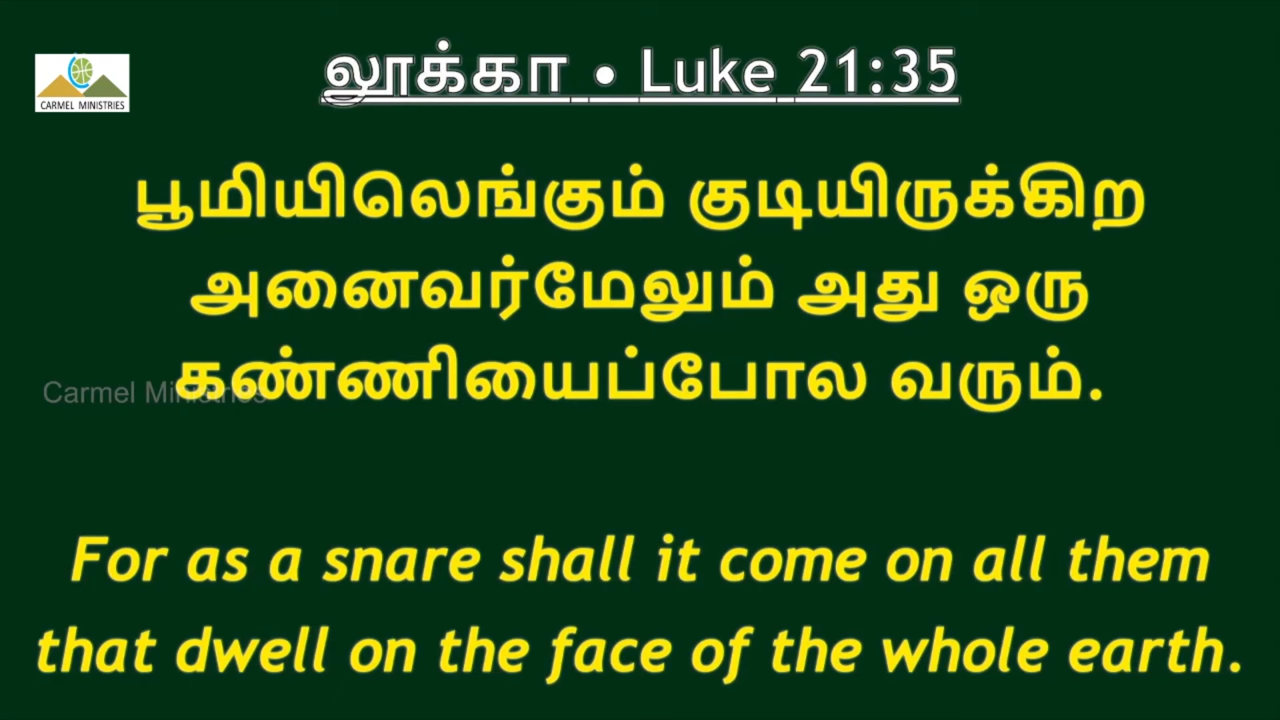 CARMEL MINISTRIES
லூக்கா • Luke 21:35
பூமியிலெங்கும் குடியிருக்கிற
அனைவர்மேலும் அது ஒரு
கண்ணியைப்போல வரும்.
Carmel Ministries
For as a snare shall it come on all them
that dwell on the face of the whole earth.